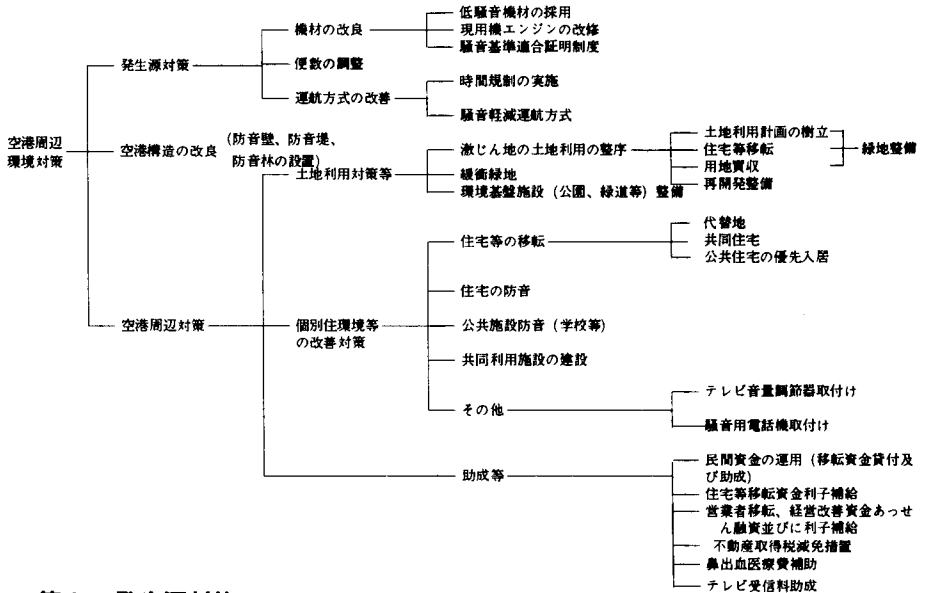 低騒音機材の採用
機材の改良
現用機エンジンの改修
騒音基準適合証明制度
発生源対策
便数の調整
時間規制の実施
運航方式の改善
騒音軽減運航方式
空港周辺
環境対策
空港構造の改良
(防音壁、防音堤、
防音林の設置)
土地利用対策等
激じん地の土地利用の整序
緩衝緑地
環境基盤施設(公園、緑道等)整備
土地利用計画の樹立
住宅等移転
用地買収
再開発整備
緑地整備
代替地
住宅等の移転
共同住宅
公共住宅の優先入居
住宅の防音
空港周辺対策
個別住環境等
の改善対策
公共施設防音(学校等)
共同利用施設の建設
その他
テレビ音量調節器取付け
騒音用電話機取付け
助成等
民間資金の運用(移転資金貸付及
び助成)
住宅等移転資金利子補給
営業者移転、経営改善資金あっせ
ん融資並びに利子補給
不動産取得税減免措置
鼻出血医療費補助
テレビ受信料助成